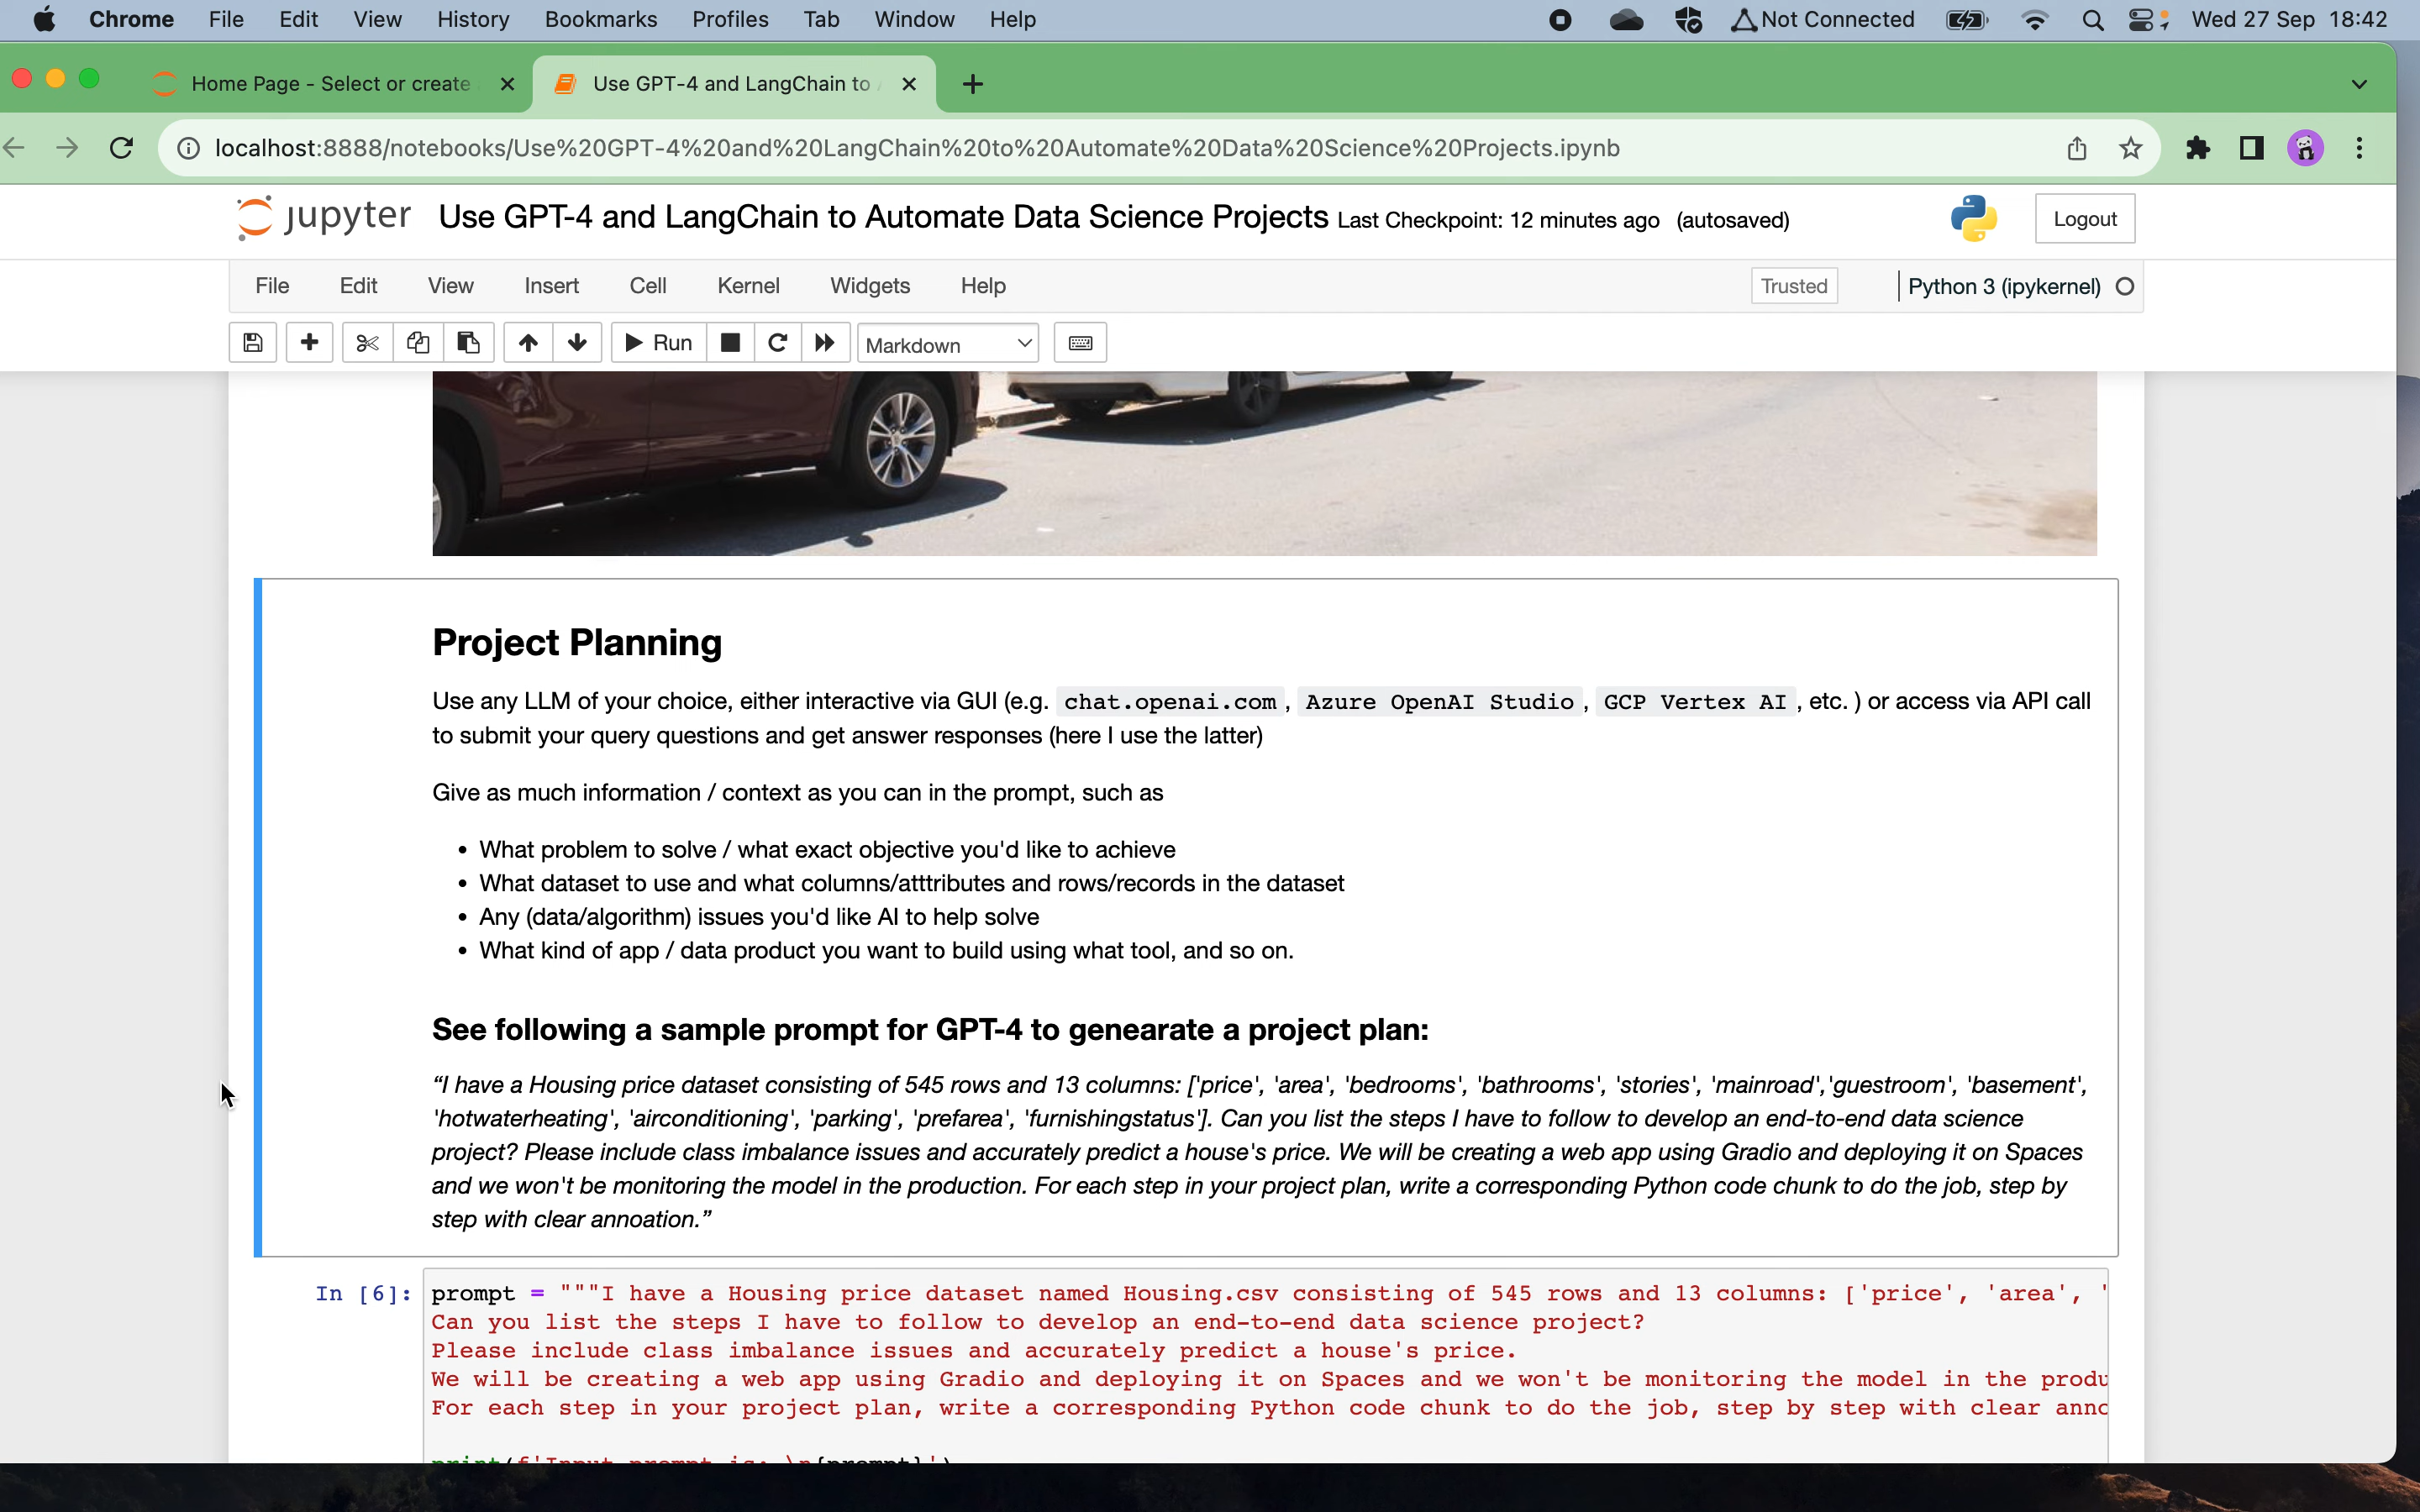 Chrome File Edit View History Bookmarks Profiles Tab Window Help Not Connected Wed 27 Sep 18:42
Home Page - Select or create Use GPT-4 and LangChain to
localhost:8888/notebooks/Use%20GPT-4%20and%20LangChain%20to%20Automate%20Data%20Science%20Projects.ipynb
jupyter Use GPT-4 and LangChain to Automate Data Science Projects Last Checkpoint: 12 minutes ago (autosaved) Logout
File Edit View Insert Cell Kernel Widgets Help Trusted Python 3 (ipykernel)
Run Markdown
Project Planning
Use any LLM of your choice, either interactive via GUI (e.g. chat.openai.com , Azure OpenAI Studio , GCP Vertex AI , etc. ) or access via API call
to submit your query questions and get answer responses (here I use the latter)
Give as much information / context as you can in the prompt, such as
• What problem to solve / what exact objective you'd like to achieve
• What dataset to use and what columns/atttributes and rows/records in the dataset
• Any (data/algorithm) issues you'd like AI to help solve
• What kind of app / data product you want to build using what tool, and so on.
See following a sample prompt for GPT-4 to genearate a project plan:
“I have a Housing price dataset consisting of 545 rows and 13 columns: ['price', 'area', 'bedrooms', 'bathrooms', 'stories', 'mainroad','guestroom', 'basement',
'hotwaterheating', 'airconditioning', 'parking', 'prefarea', 'furnishingstatus']. Can you list the steps I have to follow to develop an end-to-end data science
project? Please include class imbalance issues and accurately predict a house's price. We will be creating a web app using Gradio and deploying it on Spaces
and we won't be monitoring the model in the production. For each step in your project plan, write a corresponding Python code chunk to do the job, step by
step with clear annoation.”
In [6]: prompt = """I have a Housing price dataset named Housing.csv consisting of 545 rows and 13 columns: ['price', 'area', '
Can you list the steps I have to follow to develop an end-to-end data science project?
Please include class imbalance issues and accurately predict a house's price.
We will be creating a web app using Gradio and deploying it on Spaces and we won't be monitoring the model in the produ
For each step in your project plan, write a corresponding Python code chunk to do the job, step by step with clear anno
print(f'Input prompt is: \n{prompt}')